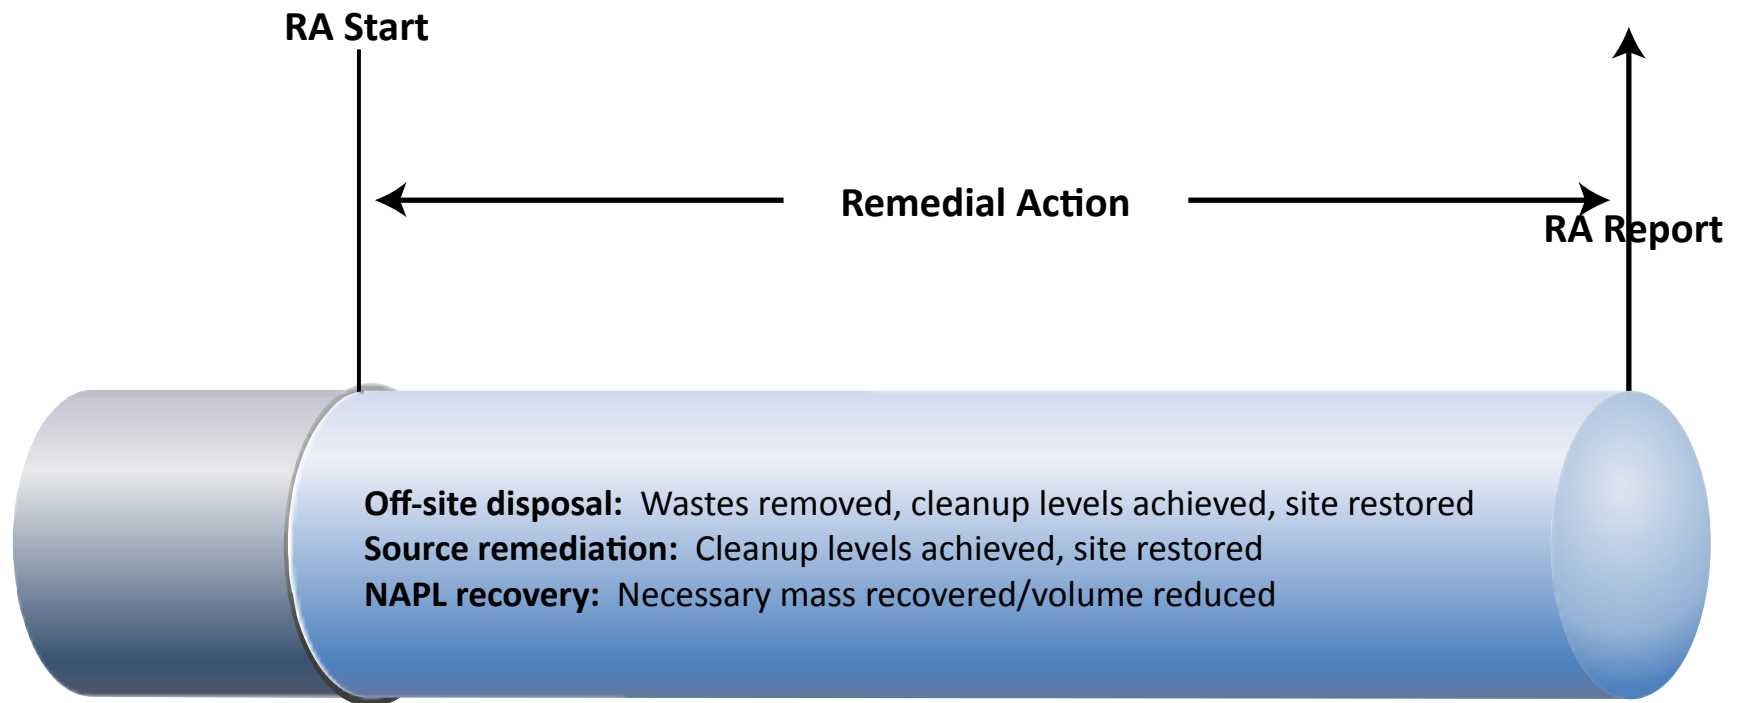 RA Start
Remedial Action
RA Report
Off-site disposal: Wastes removed, cleanup levels achieved, site restored
Source remediation: Cleanup levels achieved, site restored
NAPL recovery: Necessary mass recovered/volume reduced